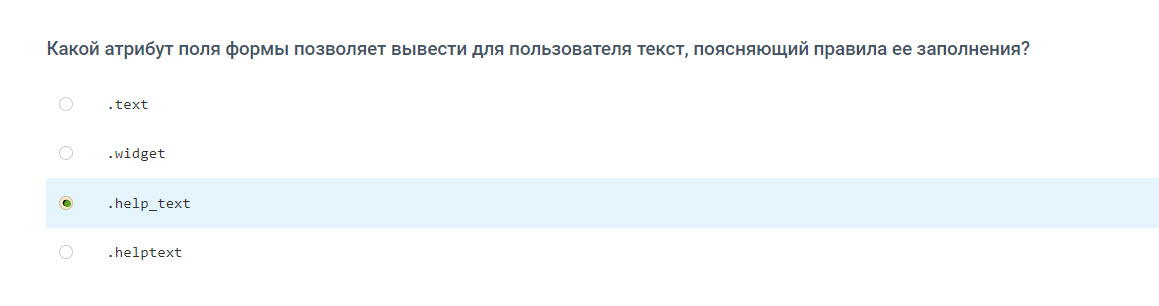 Какой атрибут поля формы позволяет вывести для пользователя текст, поясняющий правила ее заполнения?
.text
.widget
.help_text
.helptext